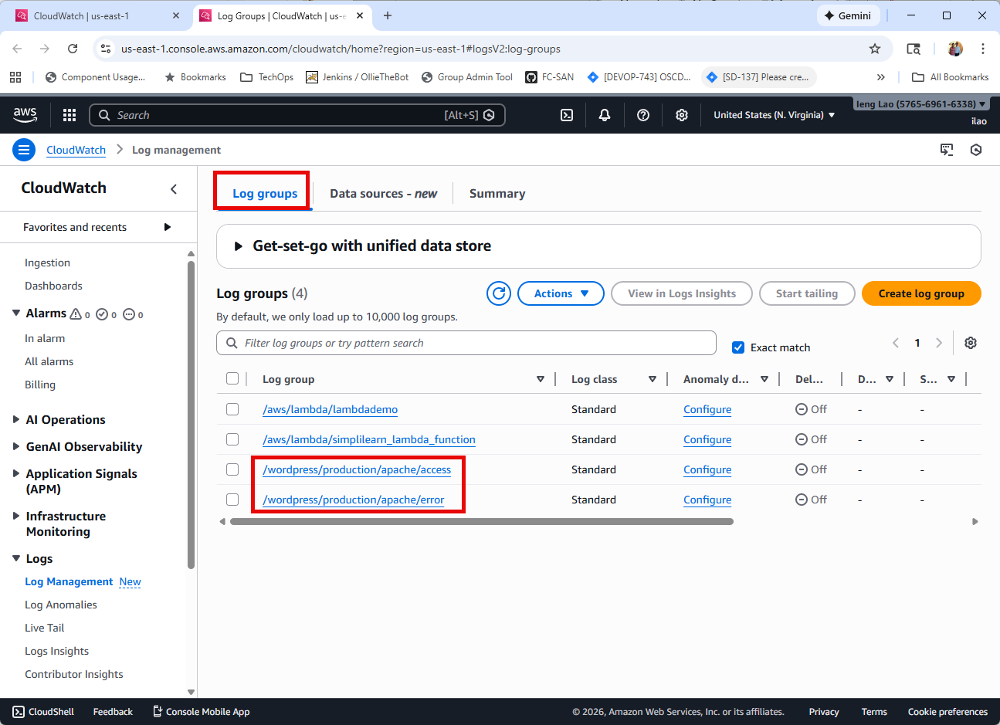 CloudWatch | us-east-1
Log Groups | CloudWatch | us-e
Gemini
us-east-1.console.aws.amazon.com/cloudwatch/home?region=us-east-1#logsV2:log-groups
Component Usage...
Bookmarks
TechOps
Jenkins / OllieTheBot
Group Admin Tool
FC-SAN
[DEVOP-743] OSCD...
[SD-137] Please cre...
All Bookmarks
aws
Search
[Alt+S]
United States (N. Virginia)
Ieng Lao (5765-6961-6338)
ilao
CloudWatch
Log management
CloudWatch
Favorites and recents
Ingestion
Dashboards
Alarms 0 0 0
In alarm
All alarms
Billing
AI Operations
GenAI Observability
Application Signals
(APM)
Infrastructure
Monitoring
Logs
Log Management New
Log Anomalies
Live Tail
Logs Insights
Contributor Insights
Log groups
Data sources - new
Summary
Get-set-go with unified data store
Log groups (4)
Actions
View in Logs Insights
Start tailing
Create log group
By default, we only load up to 10,000 log groups.
Filter log groups or try pattern search
Exact match
1
Log group
Log class
Anomaly d...
Del...
D...
S...
/aws/lambda/lambdademo Standard Configure Off - -
/aws/lambda/simplilearn_lambda_function Standard Configure Off - -
/wordpress/production/apache/access Standard Configure Off - -
/wordpress/production/apache/error Standard Configure Off - -
CloudShell
Feedback
Console Mobile App
© 2026, Amazon Web Services, Inc. or its affiliates.
Privacy
Terms
Cookie preferences